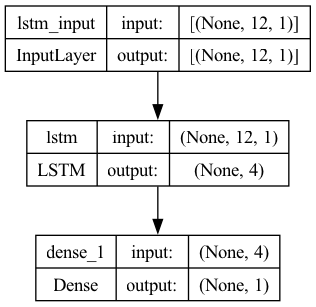 lstm_input input: [(None, 12, 1)]
InputLayer output: [(None, 12, 1)]
lstm input: (None, 12, 1)
LSTM output: (None, 4)
dense_1 input: (None, 4)
Dense output: (None, 1)